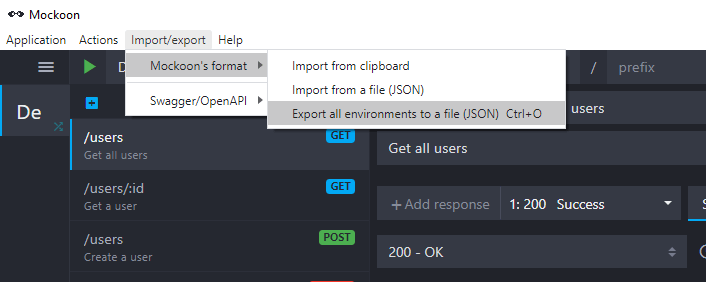 Mockoon
Application Actions Import/export Help
Mockoon's format
Swagger/OpenAPI
Import from clipboard
Import from a file (JSON)
Export all environments to a file (JSON) Ctrl+O
D / prefix
De
/users GET
Get all users
/users/:id GET
Get a user
/users POST
Create a user
users
Get all users
+ Add response 1: 200 Success S
200 - OK